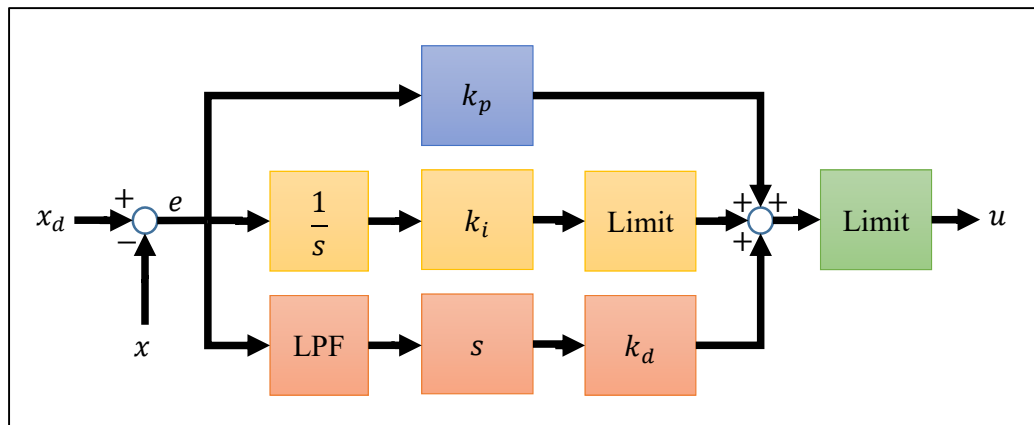 k_p
+
x_d
−
e
1
s
k_i
Limit
+
+
+
Limit
u
x
LPF
s
k_d